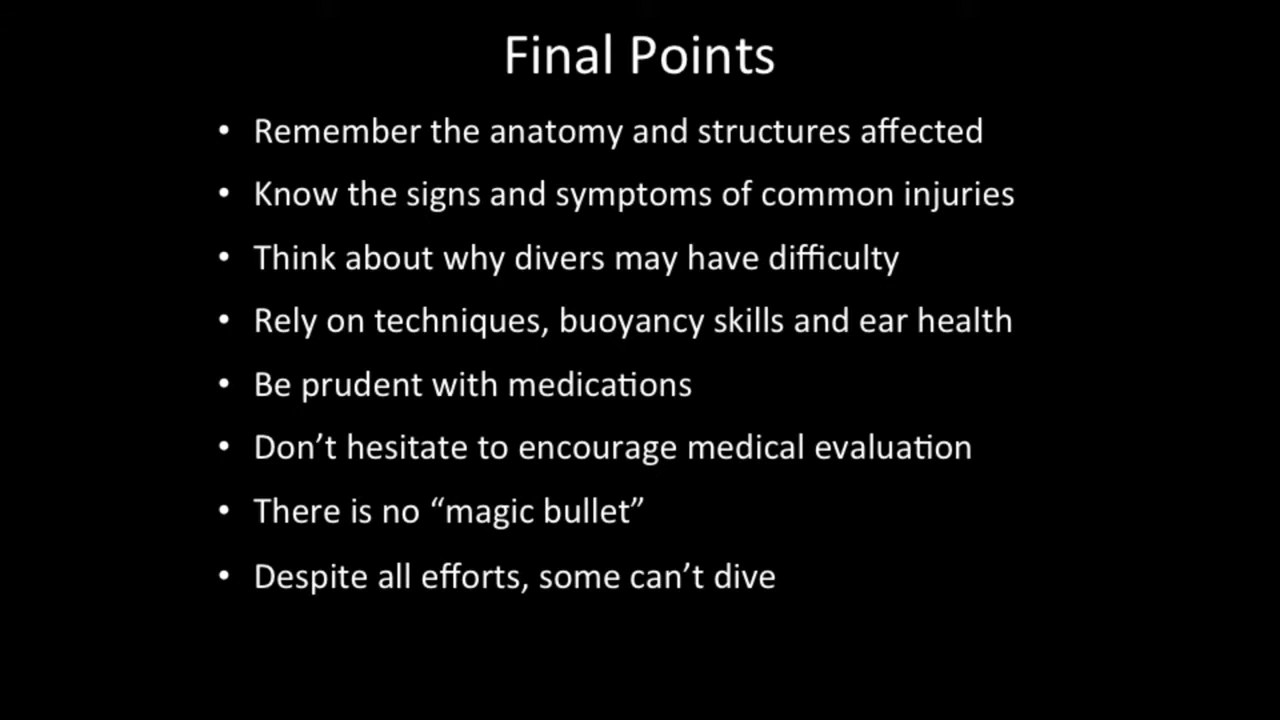 Final Points
• Remember the anatomy and structures affected
• Know the signs and symptoms of common injuries
• Think about why divers may have difficulty
• Rely on techniques, buoyancy skills and ear health
• Be prudent with medications
• Don’t hesitate to encourage medical evaluation
• There is no “magic bullet”
• Despite all efforts, some can’t dive